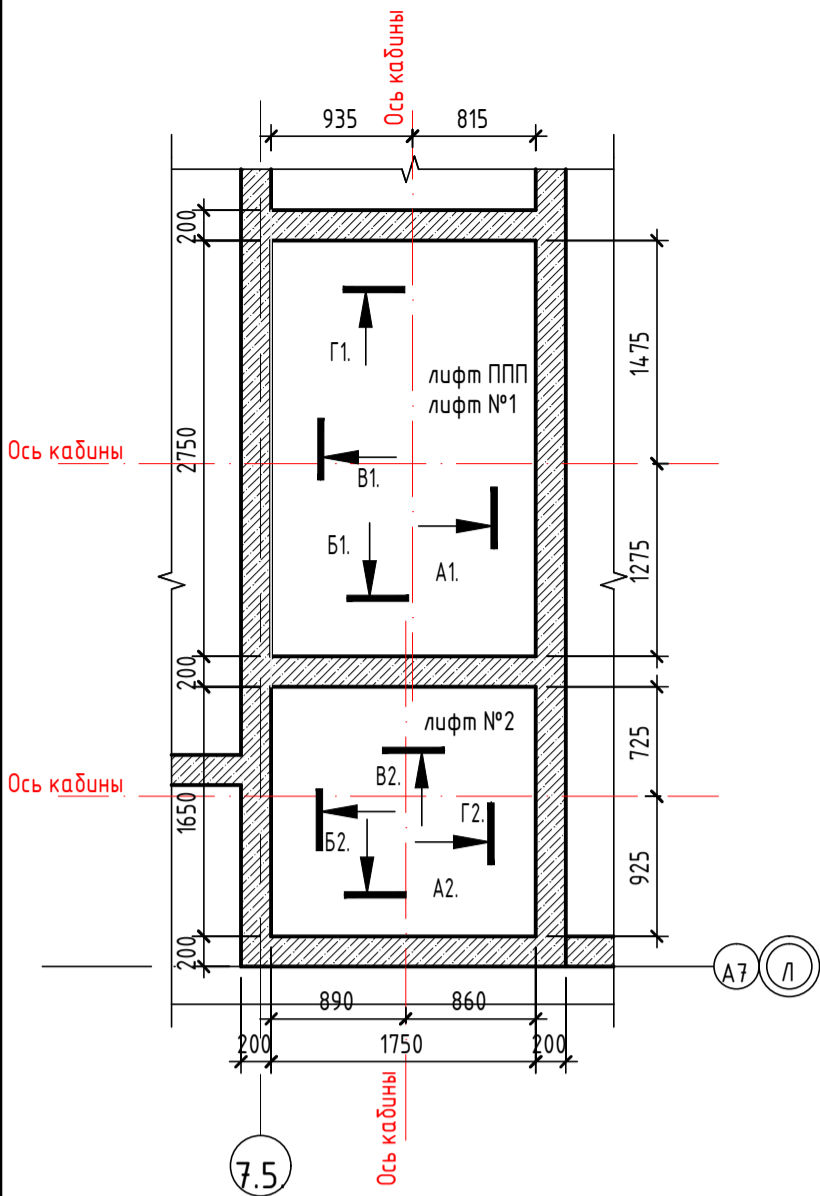 Ось кабины
935
815
200
Г1.
1475
лифт ППП
лифт №1
2750
Ось кабины
В1.
Б1.
А1.
1275
200
лифт №2
725
В2.
Ось кабины
1650
Г2.
Б2.
А2.
925
200
А7
Л
890
860
200
1750
200
Ось кабины
7.5.